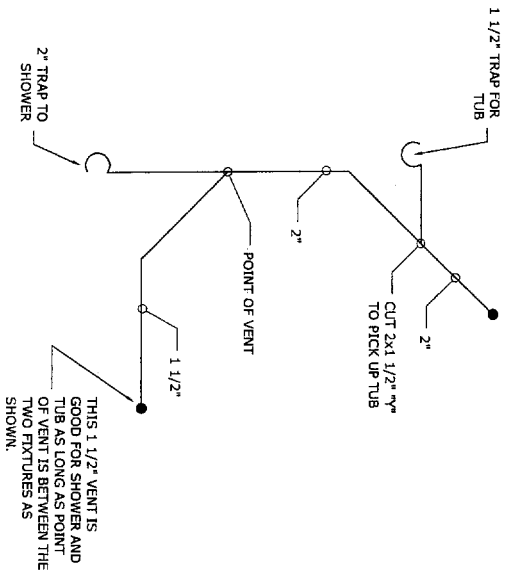 1 1/2" TRAP FOR
TUB
2" TRAP TO
SHOWER
2"
CUT 2x1 1/2" "Y"
TO PICK UP TUB
2"
POINT OF VENT
1 1/2"
THIS 1 1/2" VENT IS
GOOD FOR SHOWER AND
TUB AS LONG AS POINT
OF VENT IS BETWEEN THE
TWO FIXTURES AS
SHOWN.